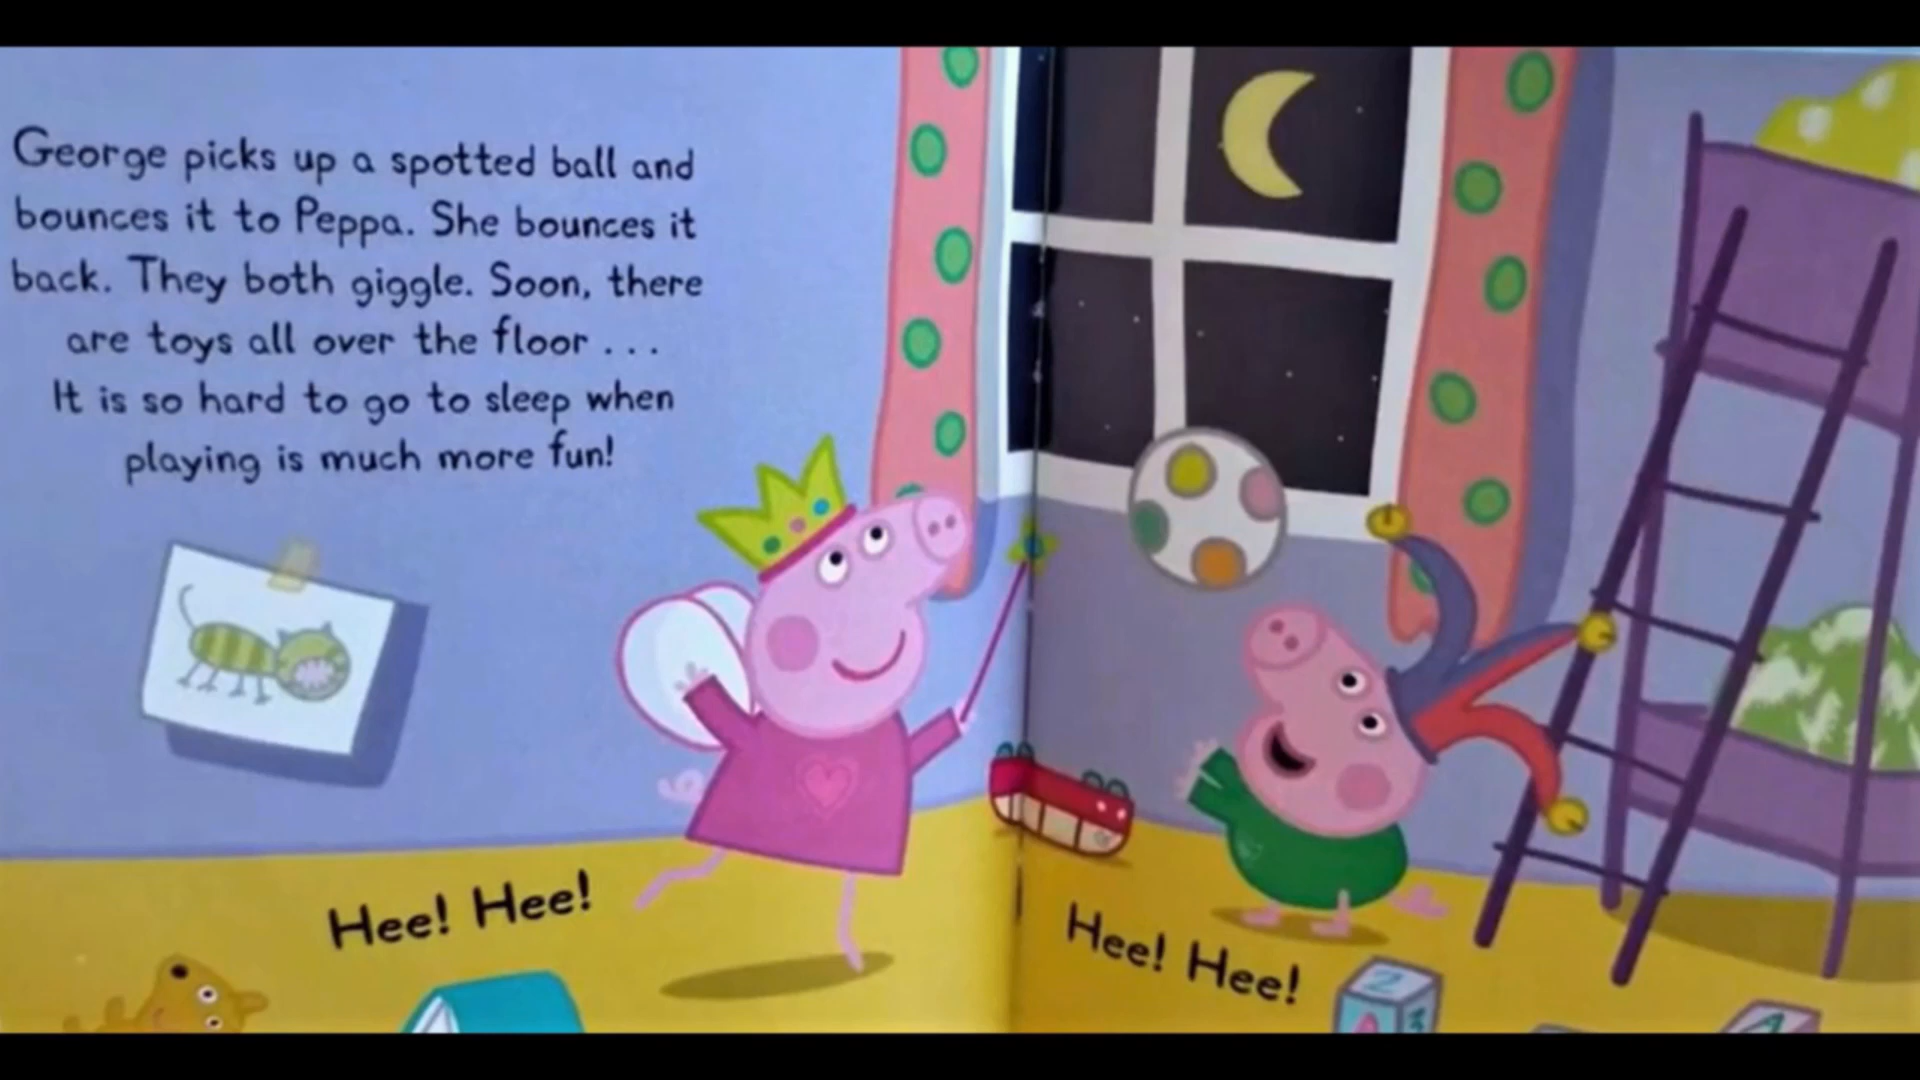 George picks up a spotted ball and
bounces it to Peppa. She bounces it
back. They both giggle. Soon, there
are toys all over the floor . . .
It is so hard to go to sleep when
playing is much more fun!
Hee! Hee!
Hee! Hee!
2
A